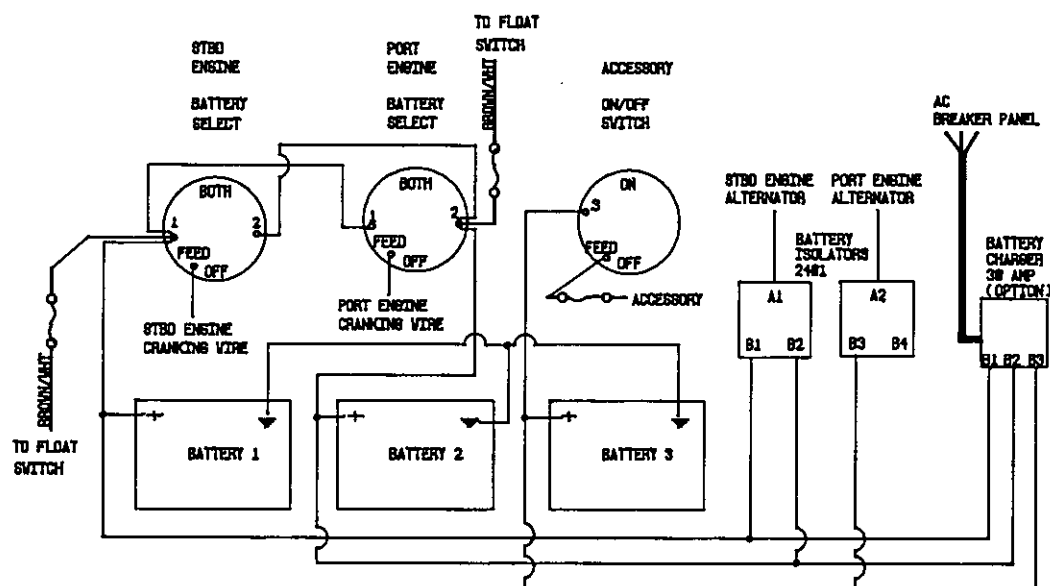 TO FLOAT
SWITCH
STBD
ENGINE
BATTERY
SELECT
PORT
ENGINE
BATTERY
SELECT
BROWN/WHT
ACCESSORY
ON/OFF
SWITCH
AC
BREAKER PANEL
BOTH
1
2
FEED
OFF
BOTH
1
2
FEED
OFF
ON
3
FEED
OFF
STBD ENGINE
ALTERNATOR
PORT ENGINE
ALTERNATOR
BATTERY
ISOLATORS
2401
BATTERY
CHARGER
30 AMP
(OPTION)
STBD ENGINE
CRANKING WIRE
PORT ENGINE
CRANKING WIRE
ACCESSORY
A1
B1 B2
A2
B3 B4
B1 B2 B3
BROWN/WHT
TO FLOAT
SWITCH
+
BATTERY 1
+
BATTERY 2
+
BATTERY 3